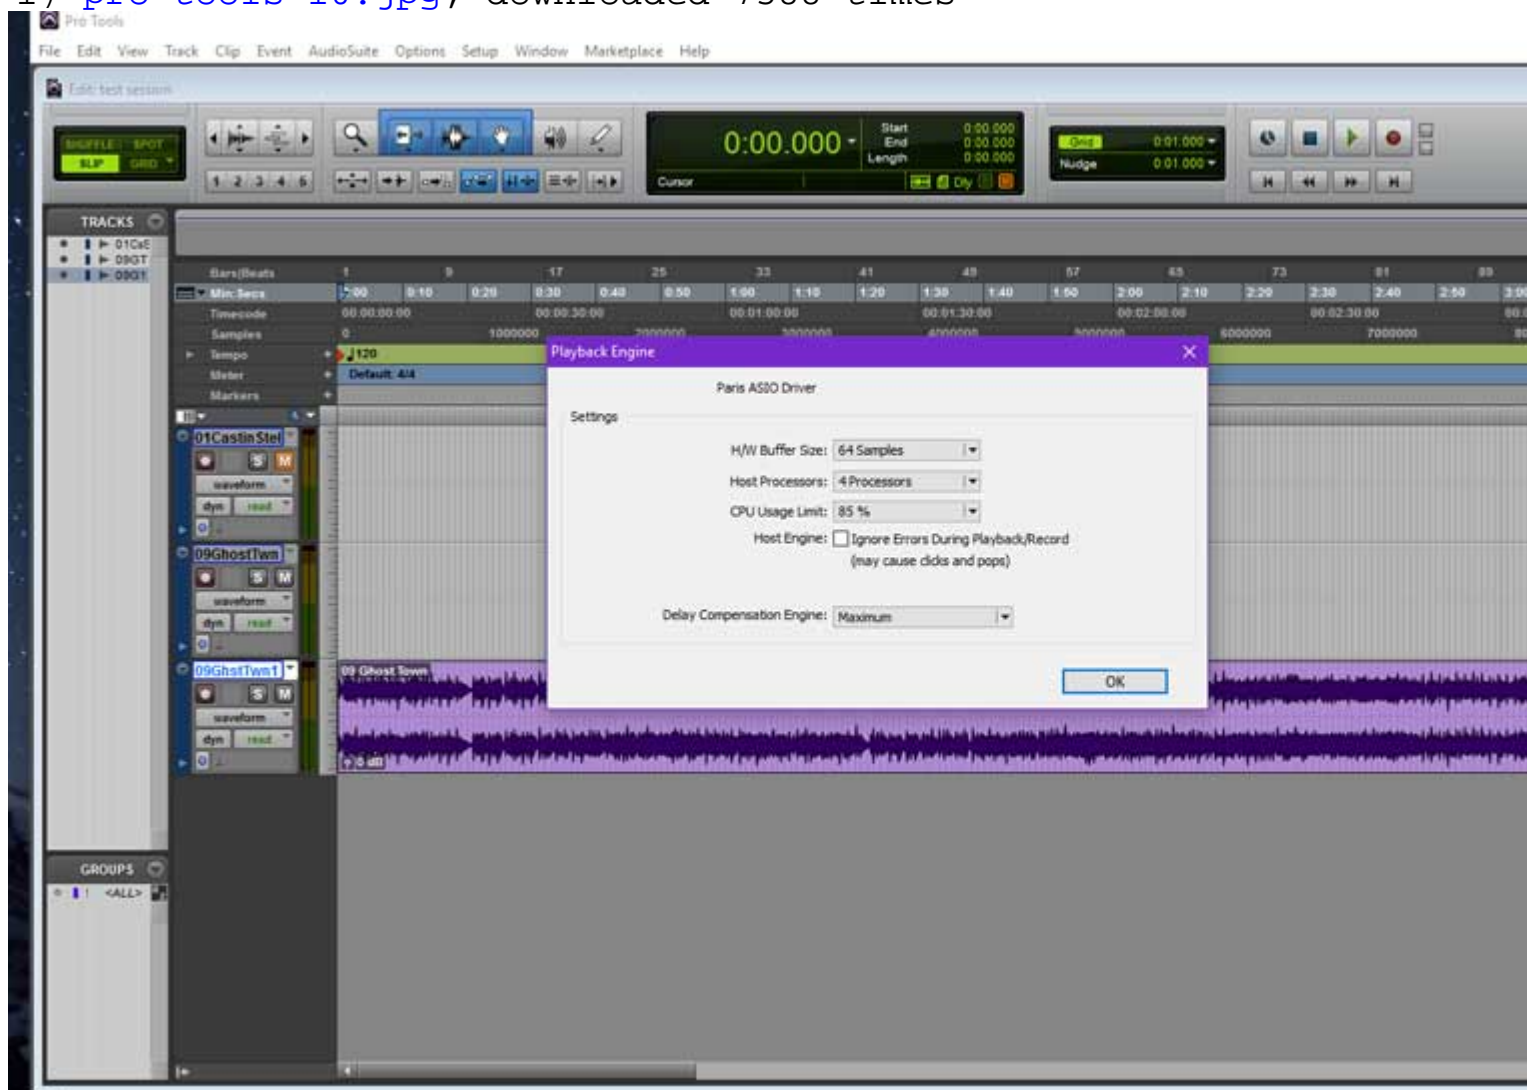 Pro Tools
File Edit View Track Clip Event AudioSuite Options Setup Window Marketplace Help
Edit: test session
SHUFFLE SPOT
SLIP GRID
1 2 3 4 5
0:00.000
Start 0:00.000
End 0:00.000
Length 0:00.000
Cursor
Dly
Grid 0:01.000
Nudge 0:01.000
TRACKS
09GT
Bars|Beats 1 9 17 25 33 41 49 57 65 73 81 89
Min:Secs 0:10 0:20 0:30 0:40 0:50 1:00 1:10 1:20 1:30 1:40 1:50 2:00 2:10 2:20 2:30 2:40 2:50
Timecode 00:00:00:00 00:00:30:00 00:01:00:00 00:01:30:00 00:02:00:00 00:02:30:00
Samples 0 1000000 2000000 3000000 4000000 5000000 6000000 7000000
Tempo 120
Meter Default: 4/4
Markers
Playback Engine
Paris ASIO Driver
Settings
H/W Buffer Size: 64 Samples
Host Processors: 4 Processors
CPU Usage Limit: 85 %
Host Engine: Ignore Errors During Playback/Record
(may cause clicks and pops)
Delay Compensation Engine: Maximum
OK
01CastinStel
S M
waveform
dyn read
09GhostTwn
S M
waveform
dyn read
09GhstTwn1
S M
waveform
dyn read
09 Ghost Town
0 dB
GROUPS
! <ALL>